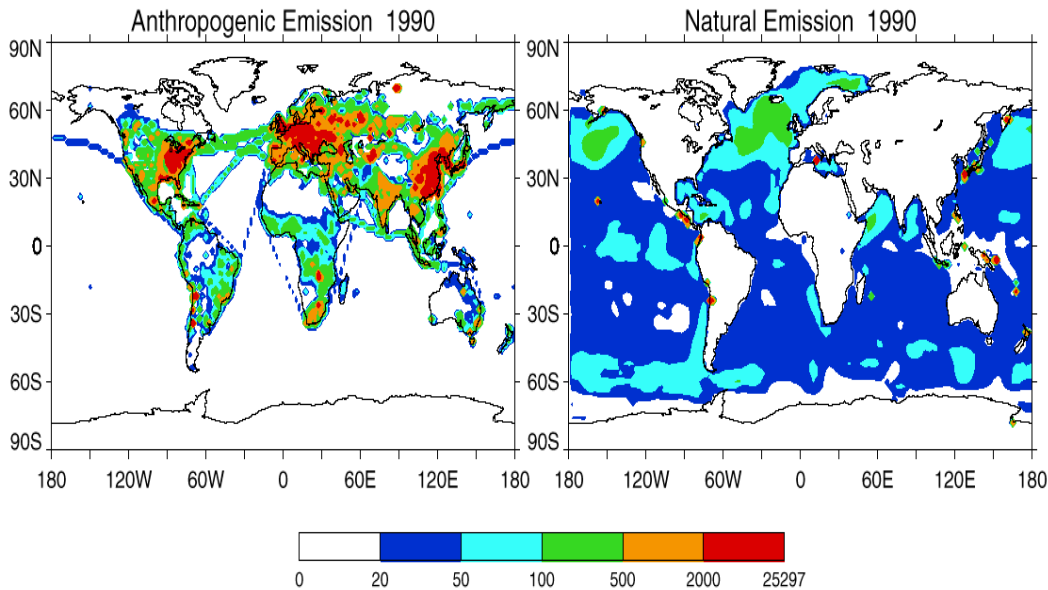 Anthropogenic Emission 1990
Natural Emission 1990
90N
60N
30N
0
30S
60S
90S
180 120W 60W 0 60E 120E 180
90N
60N
30N
0
30S
60S
90S
180 120W 60W 0 60E 120E 180
0 20 50 100 500 2000 25297